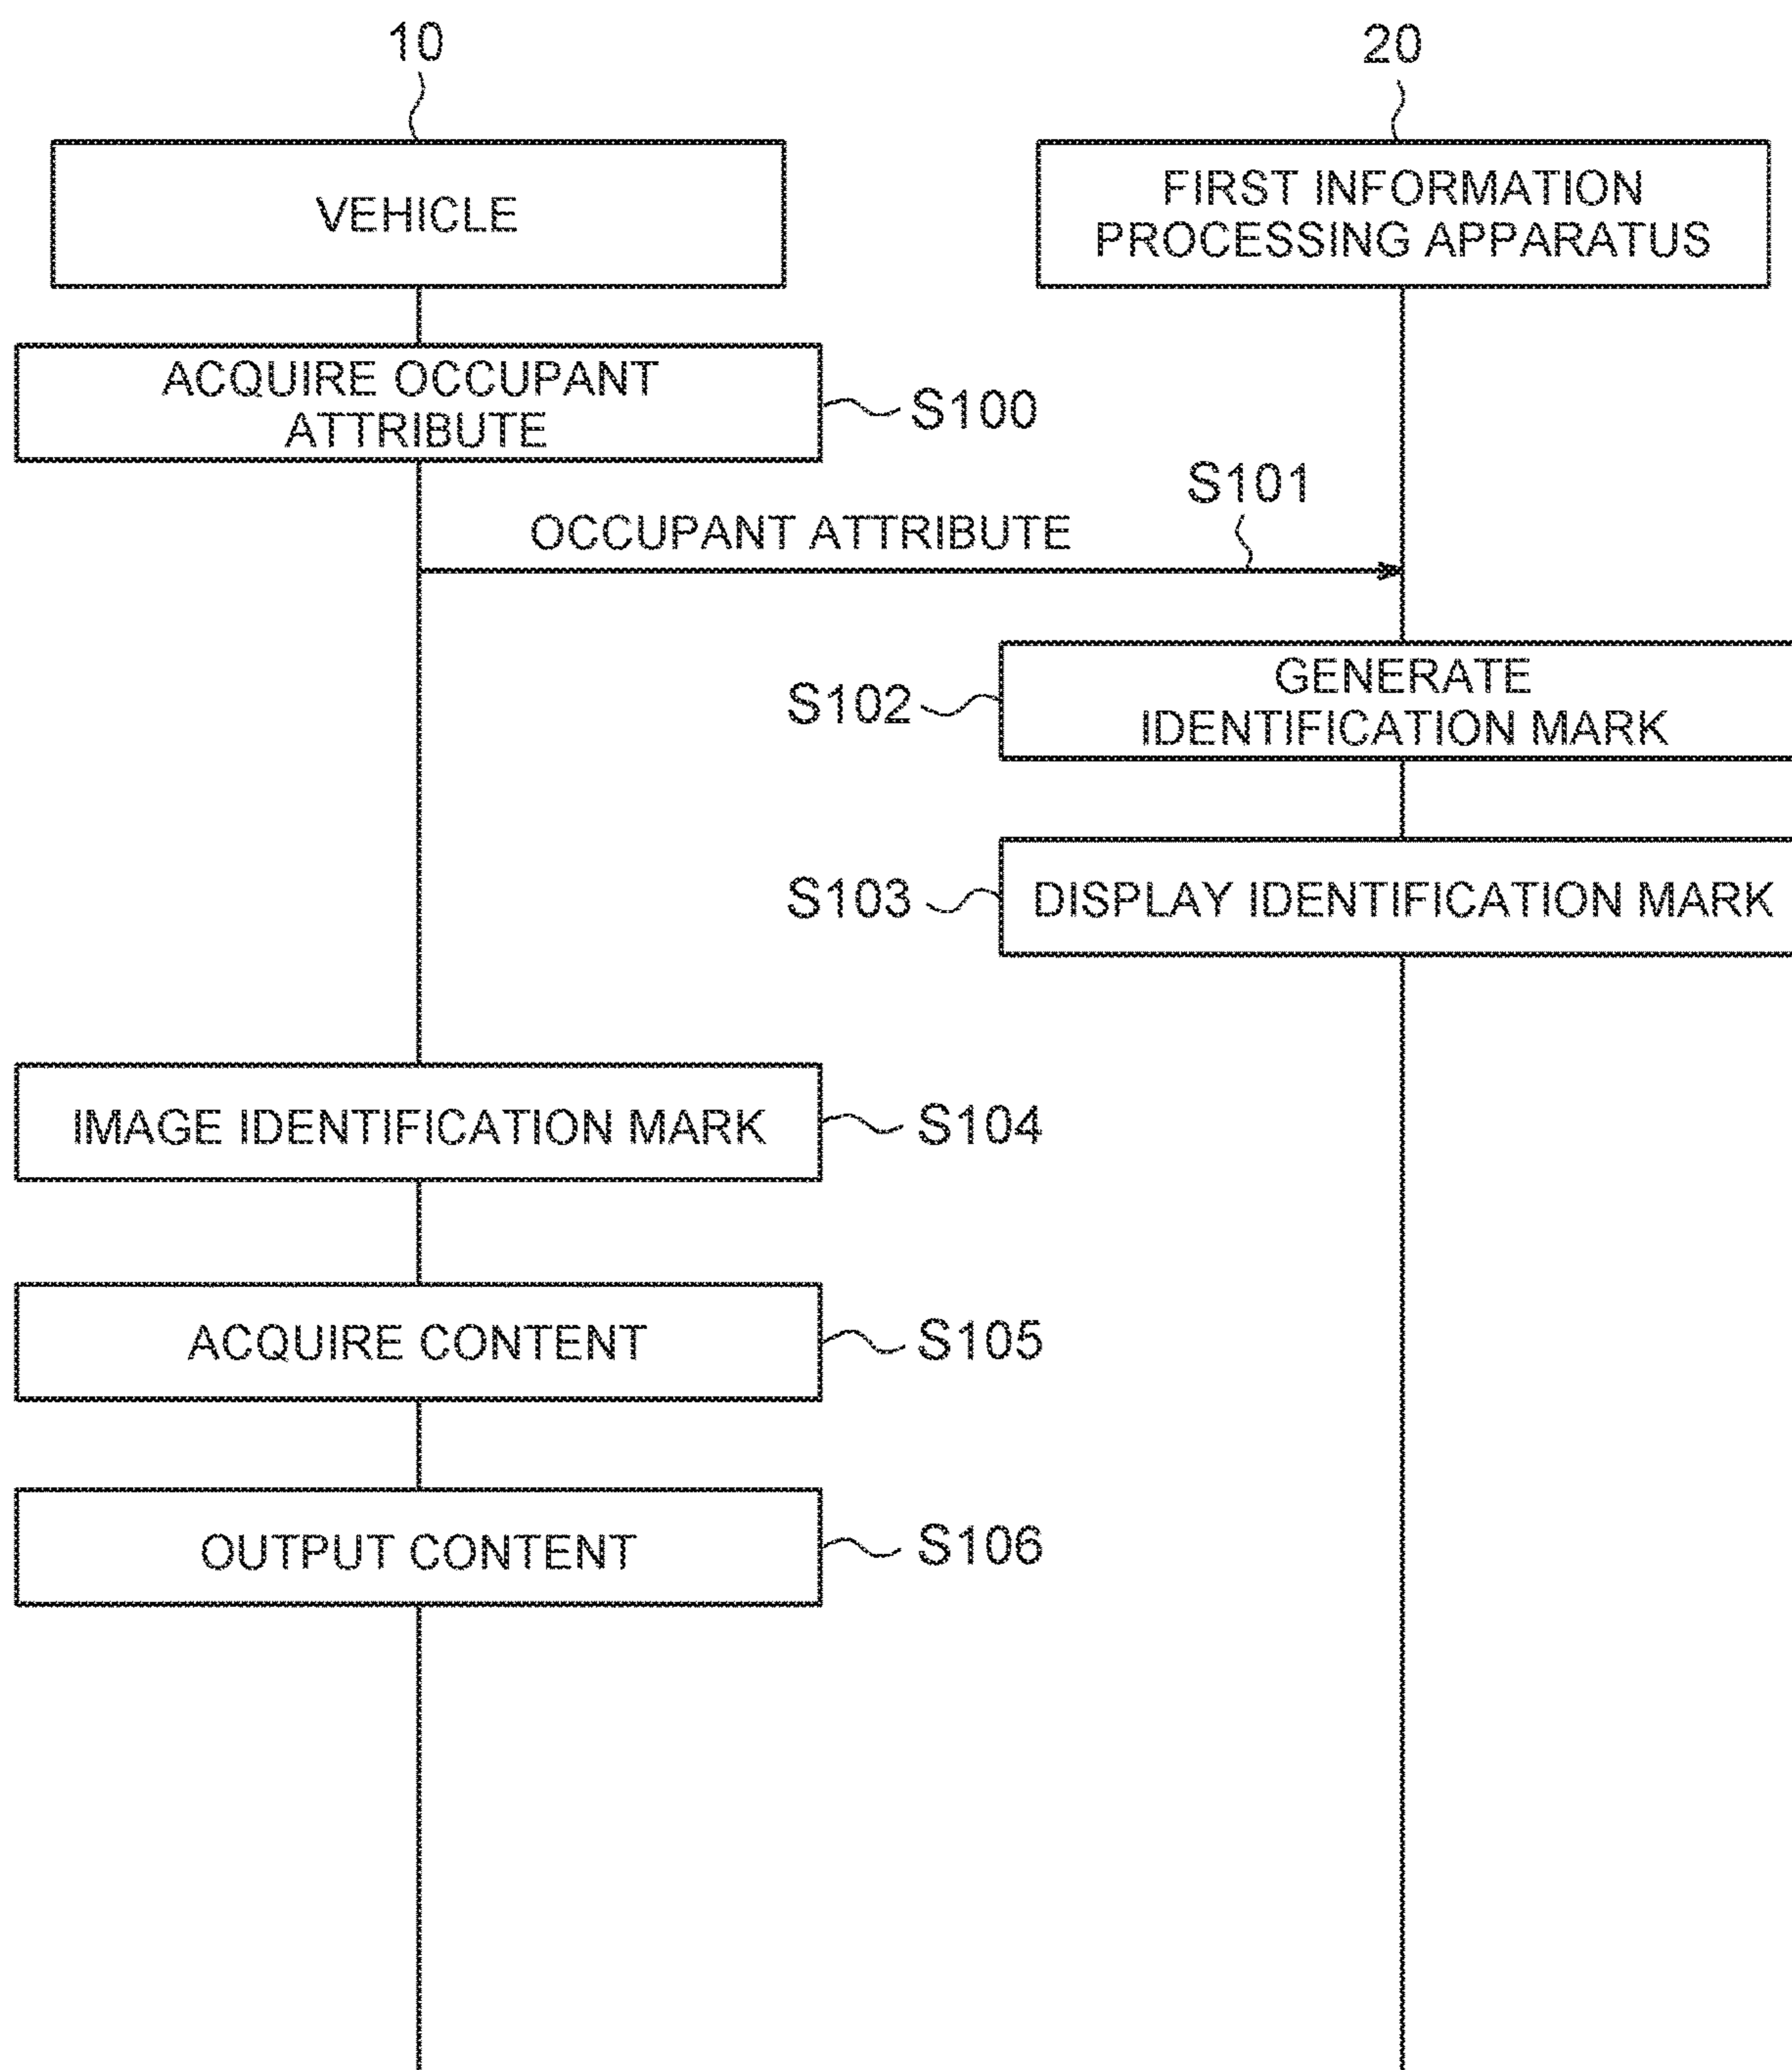 10
20
VEHICLE
FIRST INFORMATION
PROCESSING APPARATUS
ACQUIRE OCCUPANT
ATTRIBUTE
S100
S101
OCCUPANT ATTRIBUTE
S102
GENERATE
IDENTIFICATION MARK
S103
DISPLAY IDENTIFICATION MARK
IMAGE IDENTIFICATION MARK
S104
ACQUIRE CONTENT
S105
OUTPUT CONTENT
S106